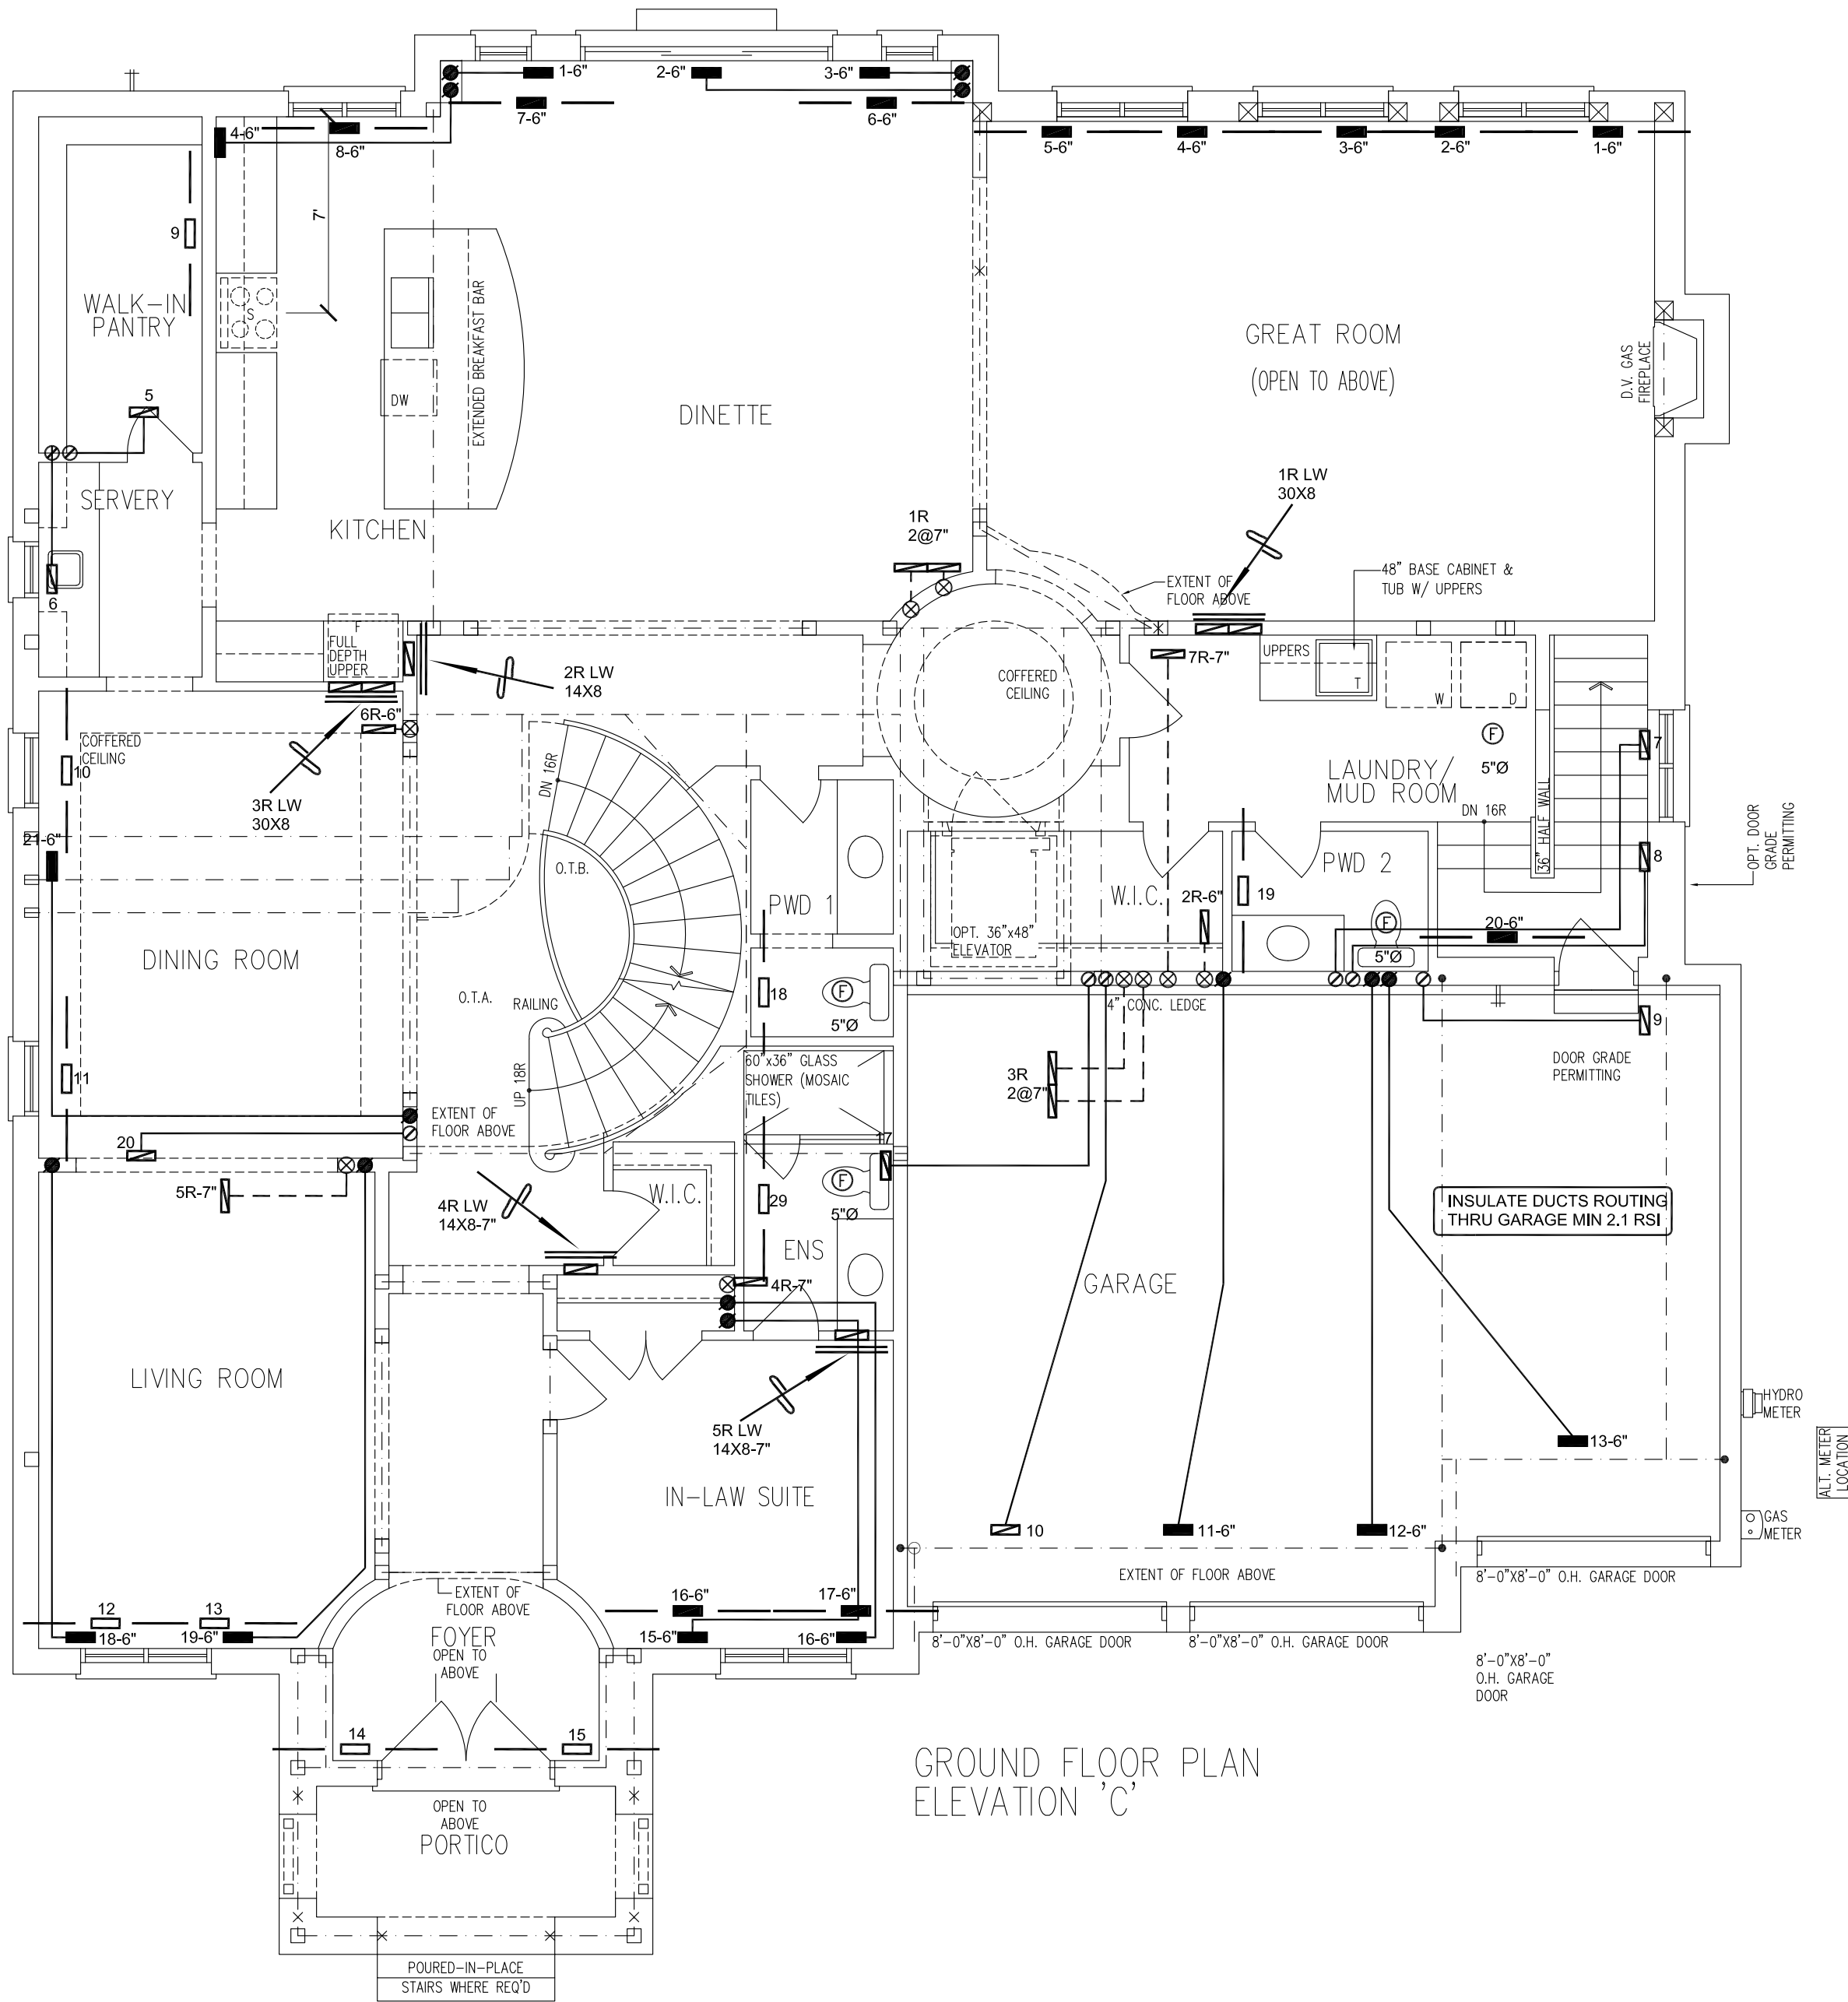 1-6"
2-6"
3-6"
7-6"
6-6"
4-6"
8-6"
5-6"
4-6"
3-6"
2-6"
1-6"
7'
9
WALK-IN
PANTRY
S
EXTENDED BREAKFAST BAR
DW
DINETTE
GREAT ROOM
(OPEN TO ABOVE)
D.V. GAS
FIREPLACE
5
SERVERY
KITCHEN
6
1R
2@7"
1R LW
30X8
EXTENT OF
FLOOR ABOVE
48" BASE CABINET &
TUB W/ UPPERS
F
FULL
DEPTH
UPPER
2R LW
14X8
7R-7"
UPPERS
T
W
D
COFFERED
CEILING
6R-6"
COFFERED
CEILING
10
3R LW
30X8
DN 16R
F
5"Ø
7
LAUNDRY/
MUD ROOM
DN 16R
36" HALF WALL
OPT. DOOR
GRADE
PERMITTING
21-6"
O.T.B.
PWD 1
W.I.C.
2R-6"
19
PWD 2
8
F
5"Ø
20-6"
OPT. 36"x48"
ELEVATOR
DINING ROOM
O.T.A.
RAILING
18
F
5"Ø
4" CONC. LEDGE
9
11
UP 18R
60"x36" GLASS
SHOWER (MOSAIC
TILES)
3R
2@7"
DOOR GRADE
PERMITTING
EXTENT OF
FLOOR ABOVE
20
17
5R-7"
4R LW
14X8-7"
W.I.C.
29
F
5"Ø
INSULATE DUCTS ROUTING
THRU GARAGE MIN 2.1 RSI
ENS
4R-7"
GARAGE
LIVING ROOM
5R LW
14X8-7"
HYDRO
METER
13-6"
ALT. METER
LOCATION
IN-LAW SUITE
GAS
METER
10
11-6"
12-6"
EXTENT OF FLOOR ABOVE
8'-0"X8'-0" O.H. GARAGE DOOR
EXTENT OF
FLOOR ABOVE
12
13
18-6"
19-6"
FOYER
OPEN TO
ABOVE
16-6"
17-6"
15-6"
16-6"
8'-0"X8'-0" O.H. GARAGE DOOR
8'-0"X8'-0" O.H. GARAGE DOOR
8'-0"X8'-0"
O.H. GARAGE
DOOR
14
15
GROUND FLOOR PLAN
ELEVATION 'C'
OPEN TO
ABOVE
PORTICO
POURED-IN-PLACE
STAIRS WHERE REQ'D